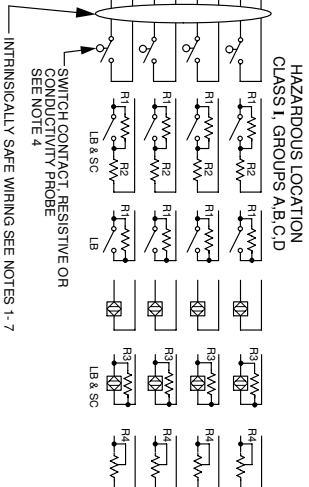 HAZARDOUS LOCATION
CLASS I, GROUPS A,B,C,D
R1 R2 R1 R3 R4
R1 R2 R1 R3 R4
R1 R2 R1 R3 R4
R1 R2 R1 R3 R4
LB & SC LB LB & SC
SWITCH CONTACT, RESISTIVE OR
CONDUCTIVITY PROBE
SEE NOTE 4
INTRINSICALLY SAFE WIRING SEE NOTES 1- 7